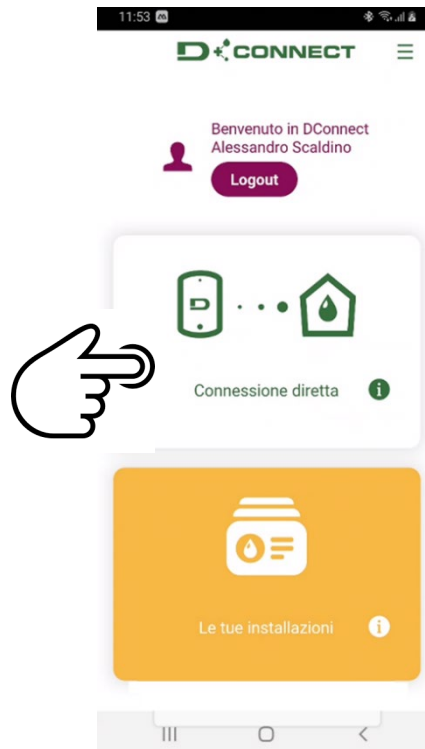 11:53
D CONNECT
Benvenuto in DConnect
Alessandro Scaldino
Logout
D
Connessione diretta i
Le tue installazioni i